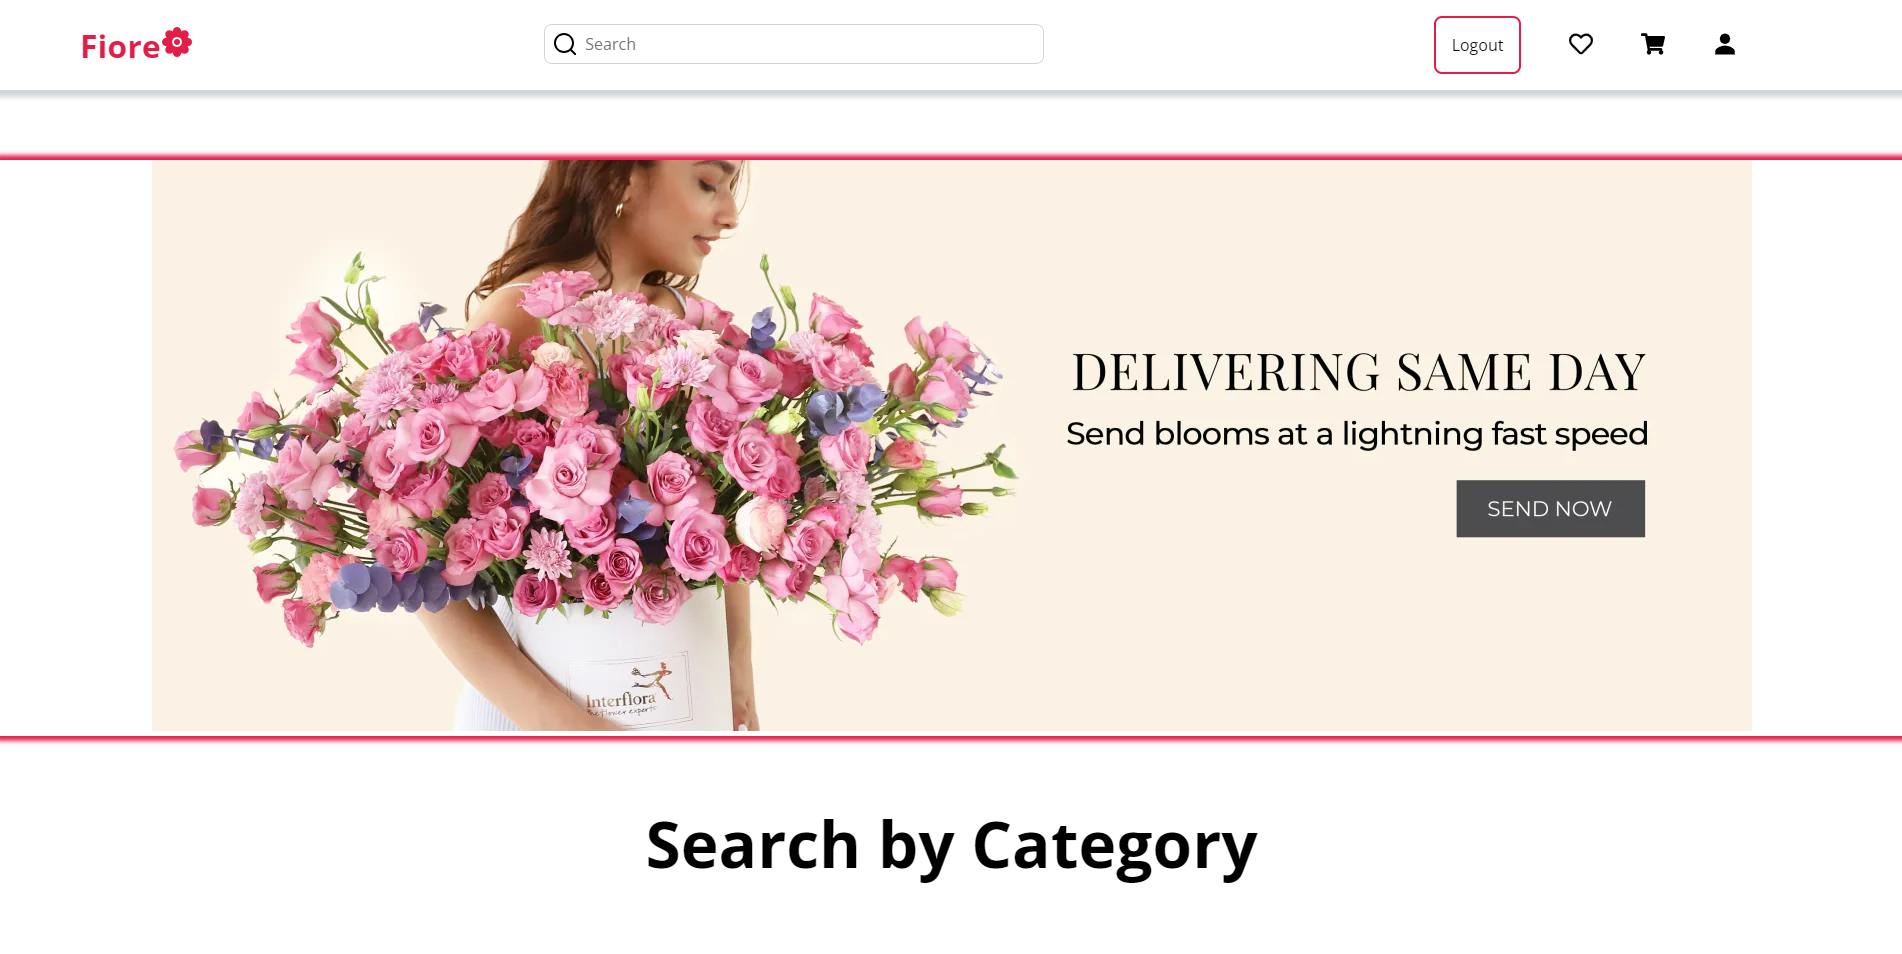 Fiore
Search
Logout
DELIVERING SAME DAY
Send blooms at a lightning fast speed
SEND NOW
Interflora
the flower experts
Search by Category